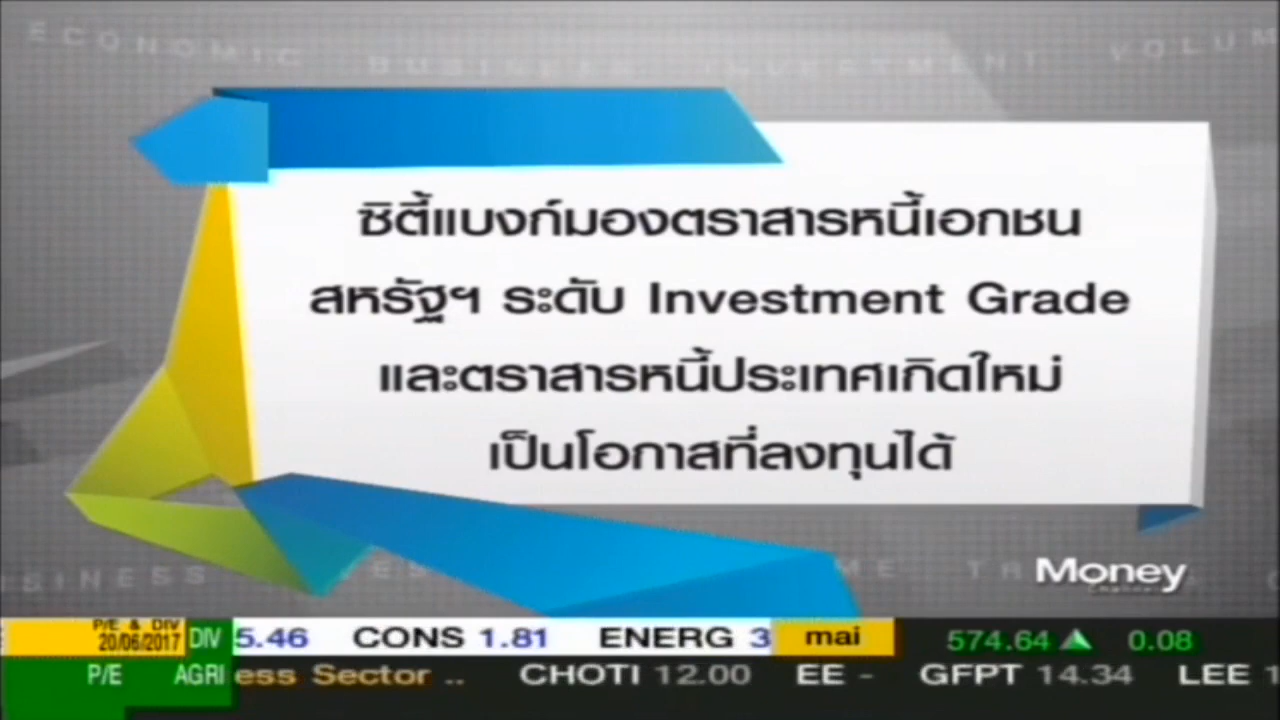 ECONOMIC BUSINESS INVESTMENT VOLUM
ซิตี้แบงก์มองตราสารหนี้เอกชน
สหรัฐฯ ระดับ Investment Grade
และตราสารหนี้ประเทศเกิดใหม่
เป็นโอกาสที่ลงทุนได้
Money
Channel
P/E & DIV
20/06/2017 DIV 5.46 CONS 1.81 ENERG 3 mai 574.64 0.08
P/E AGRI ess Sector .. CHOTI 12.00 EE - GFPT 14.34 LEE 1